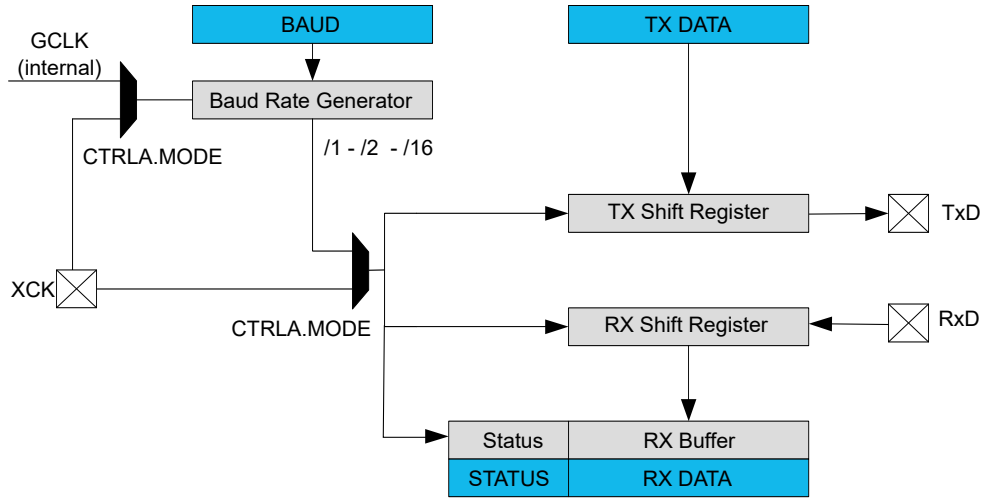 BAUD
TX DATA
GCLK
(internal)
Baud Rate Generator
/1 - /2 - /16
CTRLA.MODE
TX Shift Register
TxD
XCK
CTRLA.MODE
RX Shift Register
RxD
Status
RX Buffer
STATUS
RX DATA